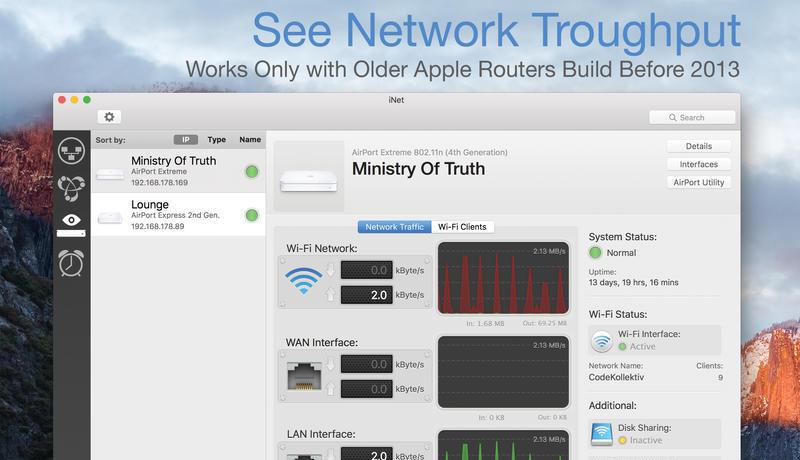 See Network Troughput
Works Only with Older Apple Routers Build Before 2013
iNet
Search
Sort by:
IP
Type
Name
Ministry Of Truth
AirPort Extreme
192.168.178.169
Lounge
AirPort Express 2nd Gen.
192.168.178.89
AirPort Extreme 802.11n (4th Generation)
Ministry Of Truth
Details
Interfaces
AirPort Utility
Network Traffic
Wi-Fi Clients
Wi-Fi Network:
0.0 kByte/s
2.0 kByte/s
2.13 MB/s
In: 1.68 MB
Out: 69.25 MB
WAN Interface:
0.0 kByte/s
0.0 kByte/s
2.13 MB/s
In: 0 KB
Out: 0 KB
LAN Interface:
2.0 kByte/s
2.13 MB/s
System Status:
Normal
Uptime:
13 days, 19 hrs, 16 mins
Wi-Fi Status:
Wi-Fi Interface:
Active
Network Name:
Clients:
CodeKollektiv
9
Additional:
Disk Sharing:
Inactive